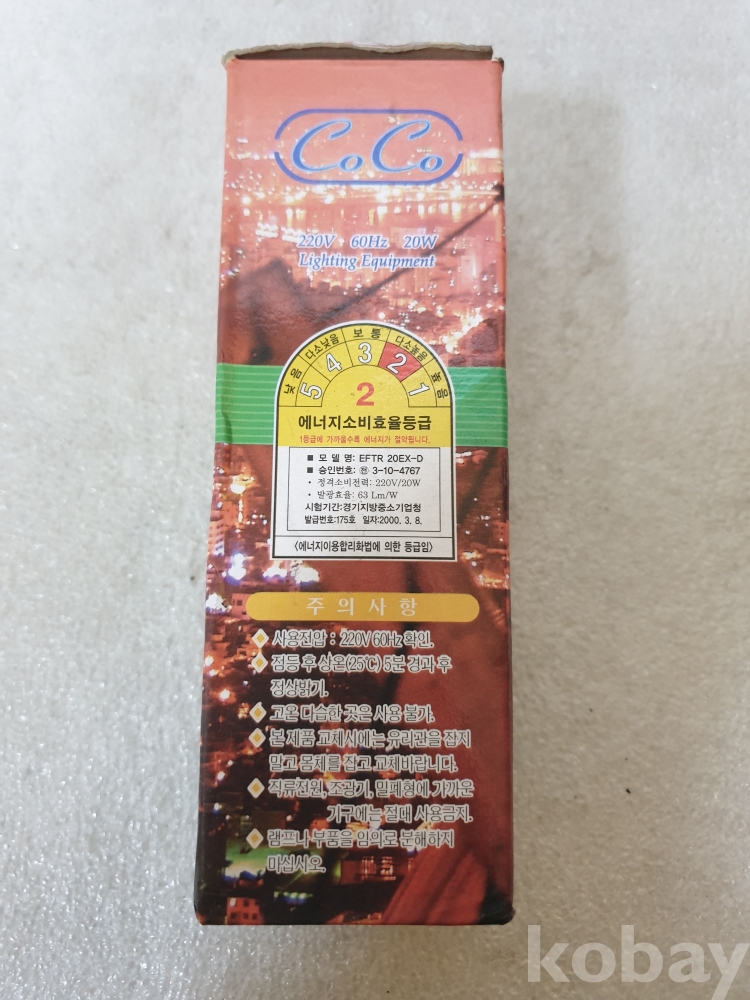 CoCo
220V 60Hz 20W
Lighting Equipment
낮음 다소낮음 보통 다소높음 높음
5 4 3 2 1
2
에너지소비효율등급
1등급에 가까울수록 에너지가 절약됩니다.
■ 모 델 명: EFTR 20EX-D
■ 승인번호: 3-10-4767
• 정격소비전력: 220V/20W
• 발광효율: 63 Lm/W
시험기간:경기지방중소기업청
발급번호:175호 일자:2000. 3. 8.
〈에너지이용합리화법에 의한 등급임〉
주의사항
사용전압 : 220V 60Hz 확인.
점등 후 상온(25℃) 5분 경과 후
정상밝기.
고온 다습한 곳은 사용 불가.
본 제품 교체시에는 유리관을 잡지
말고 몸체를 잡고 교체바랍니다.
직류전원, 조광기, 밀폐형에 가까운
기구에는 절대 사용금지.
램프나 부품을 임의로 분해하지
마십시오.
kobay